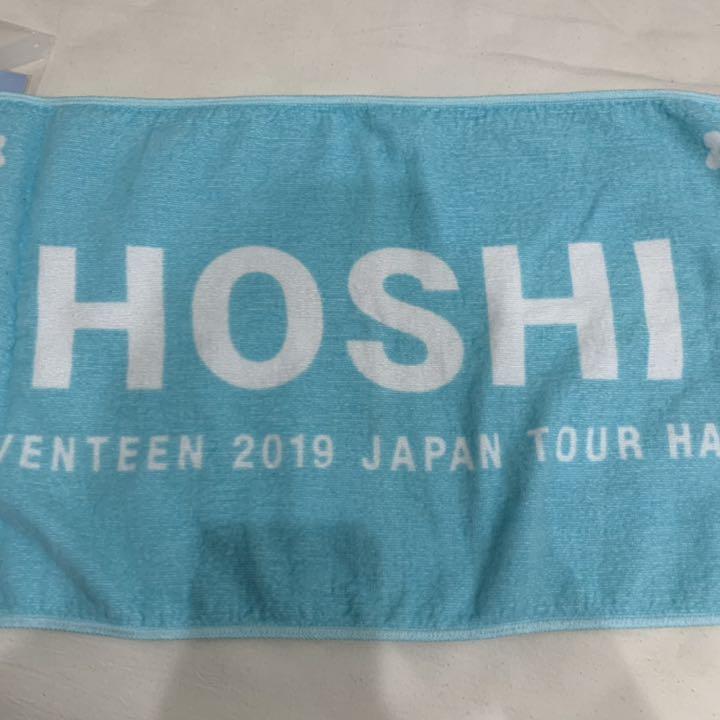 HOSHI
VENTEEN 2019 JAPAN TOUR HA